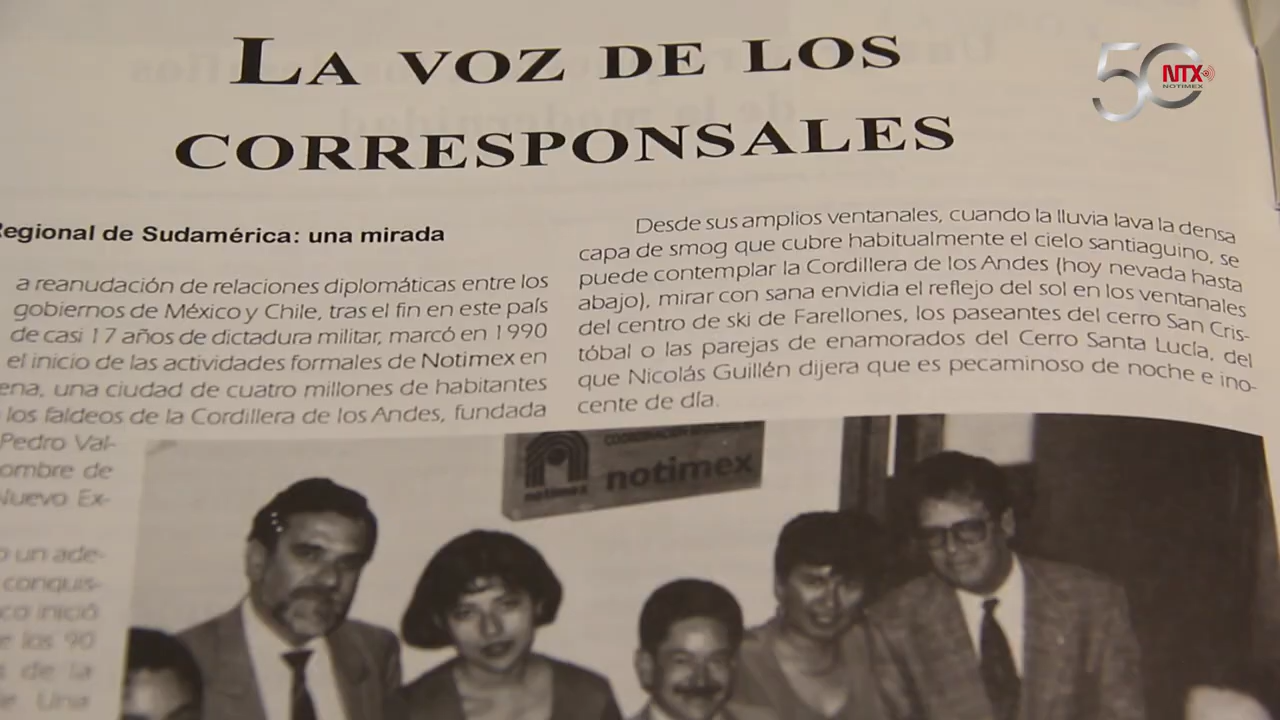 LA VOZ DE LOS
CORRESPONSALES
50 NTX
NOTIMEX
Regional de Sudamérica: una mirada
a reanudación de relaciones diplomáticas entre los
gobiernos de México y Chile, tras el fin en este país
de casi 17 años de dictadura militar, marcó en 1990
el inicio de las actividades formales de Notimex en
ena, una ciudad de cuatro millones de habitantes
los faldeos de la Cordillera de los Andes, fundada
Pedro Val-
ombre de
Nuevo Ex-
o un ade-
conquis-
co inició
e los 90
s de la
e Una
Desde sus amplios ventanales, cuando la lluvia lava la densa
capa de smog que cubre habitualmente el cielo santiaguino, se
puede contemplar la Cordillera de los Andes (hoy nevada hasta
abajo), mirar con sana envidia el reflejo del sol en los ventanales
del centro de ski de Farellones, los paseantes del cerro San Cris-
tóbal o las parejas de enamorados del Cerro Santa Lucía, del
que Nicolás Guillén dijera que es pecaminoso de noche e ino-
cente de día.
notimex
notimex